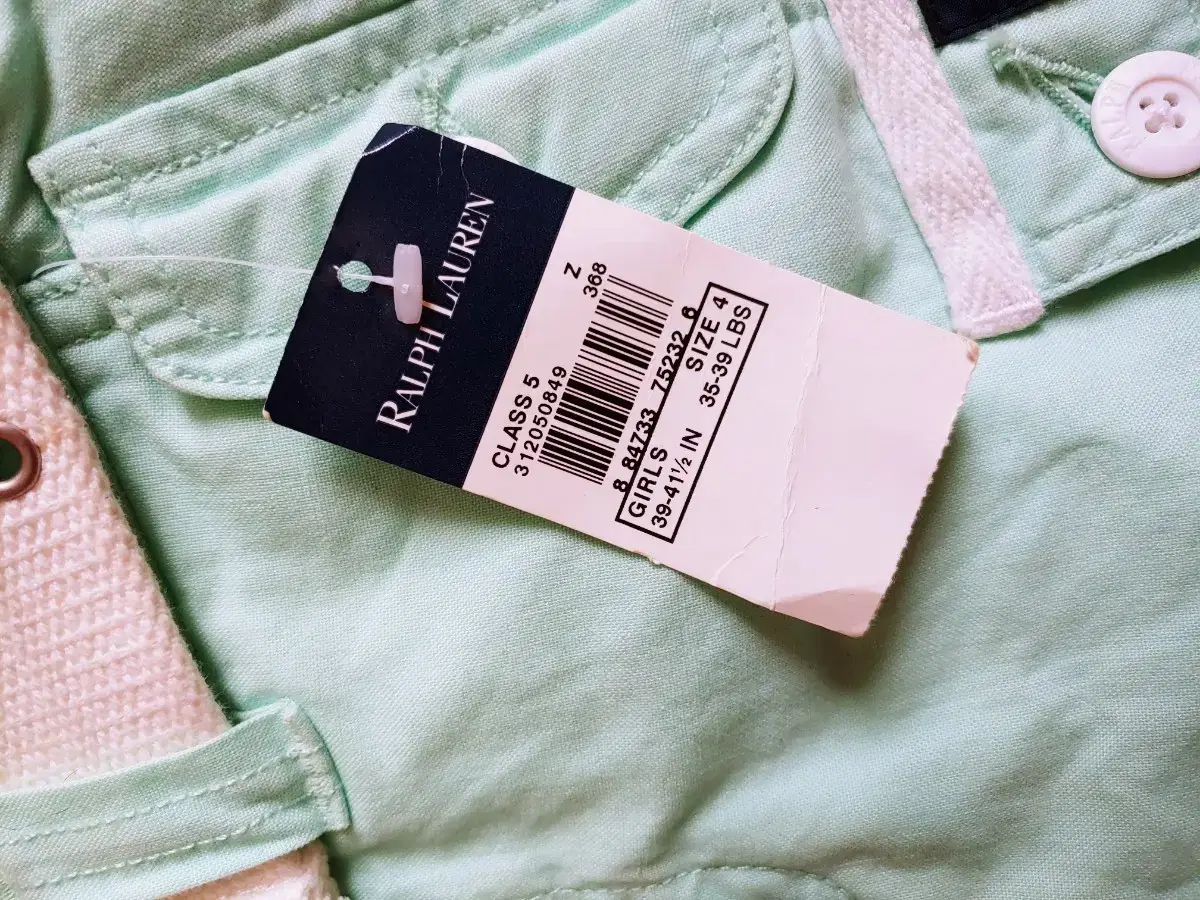 RALPH LAUREN
CLASS 5
312050849
Z
368
8 84733 75232 6
GIRLS SIZE 4
39-41½ IN 35-39 LBS